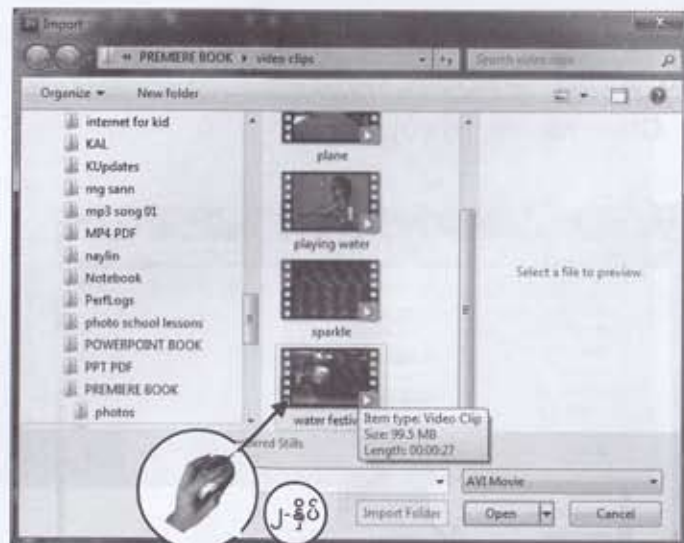 Import
PREMIERE BOOK ▸ video clips
Search video clips
Organize
New folder
internet for kid
KAL
KUpdates
mg sann
mp3 song 01
MP4 PDF
naylin
Notebook
PerfLogs
photo school lessons
POWERPOINT BOOK
PPT PDF
PREMIERE BOOK
photos
plane
playing water
sparkle
water festiv
Select a file to preview.
Item type: Video Clip
Size: 99.5 MB
Length: 00:00:27
ered Stills
AVI Movie
Import Folder
Open
Cancel